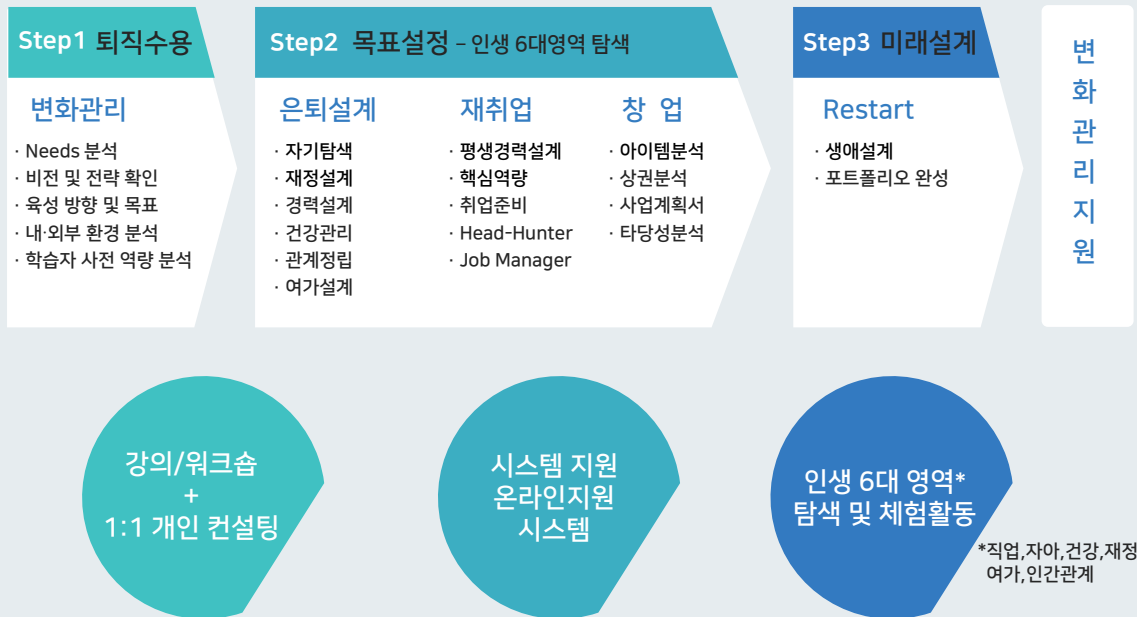 Step1 퇴직수용
변화관리
· Needs 분석
· 비전 및 전략 확인
· 육성 방향 및 목표
· 내·외부 환경 분석
· 학습자 사전 역량 분석
Step2 목표설정 – 인생 6대영역 탐색
은퇴설계
· 자기탐색
· 재정설계
· 경력설계
· 건강관리
· 관계정립
· 여가설계
재취업
· 평생경력설계
· 핵심역량
· 취업준비
· Head-Hunter
· Job Manager
창 업
· 아이템분석
· 상권분석
· 사업계획서
· 타당성분석
Step3 미래설계
Restart
· 생애설계
· 포트폴리오 완성
변화관리지원
강의/워크숍
+
1:1 개인 컨설팅
시스템 지원
온라인지원
시스템
인생 6대 영역*
탐색 및 체험활동
*직업,자아,건강,재정
여가,인간관계